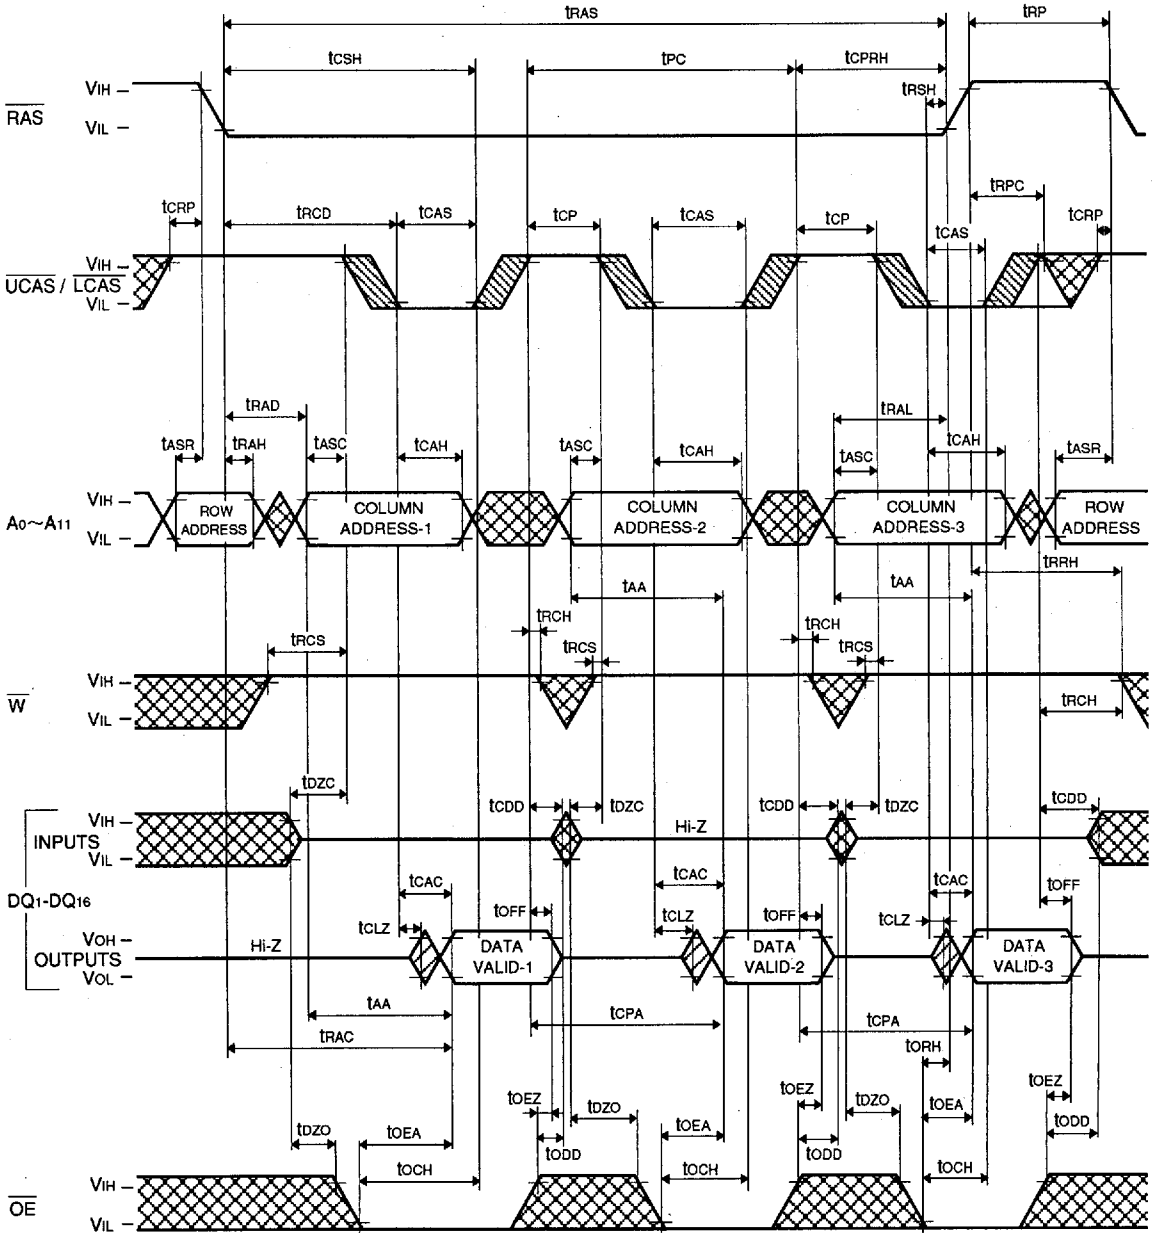 tRAS tRP
tCSH tPC tCPRH
tRSH
VIH
RAS
VIL
tRPC
tCRP tRCD tCAS tCP tCAS tCP tCAS tCRP
VIH
UCAS / LCAS
VIL
tRAD tRAL
tASR tRAH tASC tCAH tASC tCAH tASC tCAH tASR
VIH
A0~A11
VIL
ROW ADDRESS
COLUMN ADDRESS-1
COLUMN ADDRESS-2
COLUMN ADDRESS-3
ROW ADDRESS
tRRH
tAA tAA
tRCH tRCH
tRCS tRCS tRCS
VIH
W
VIL
tRCH
tDZC tCDD tDZC tCDD tDZC tCDD
VIH
INPUTS
VIL
Hi-Z
DQ1-DQ16
tCAC tCAC tCAC
tCLZ tOFF tCLZ tOFF tCLZ tOFF
VOH
OUTPUTS
VOL
Hi-Z
DATA VALID-1
DATA VALID-2
DATA VALID-3
tAA tCPA tCPA
tRAC
tORH
tOEZ tOEZ tOEZ
tDZO tOEA tDZO tOEA tDZO tOEA
tODD tODD tODD
tOCH tOCH tOCH
VIH
OE
VIL